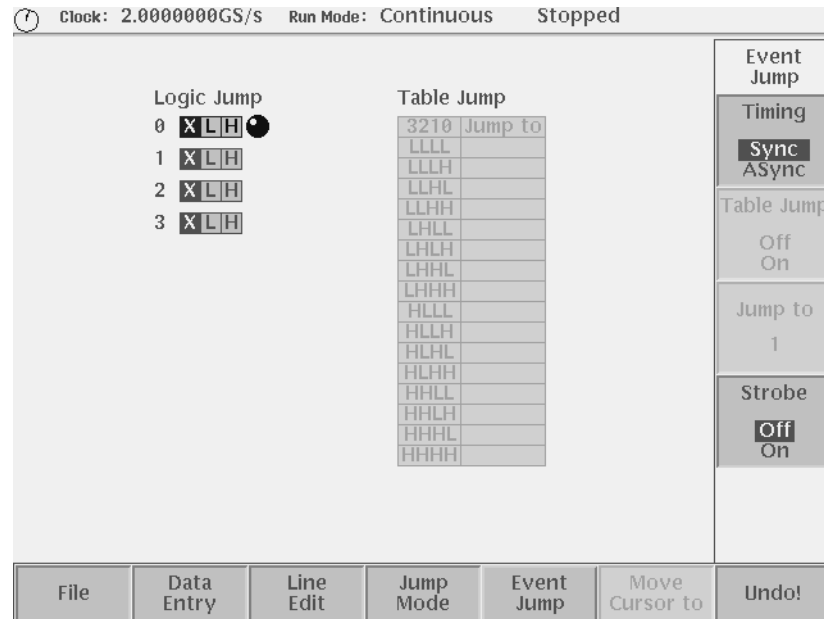 Clock: 2.0000000GS/s Run Mode: Continuous Stopped
Logic Jump
0 X L H
1 X L H
2 X L H
3 X L H
Table Jump
3210 Jump to
LLLL
LLLH
LLHL
LLHH
LHLL
LHLH
LHHL
LHHH
HLLL
HLLH
HLHL
HLHH
HHLL
HHLH
HHHL
HHHH
Event
Jump
Timing
Sync
ASync
Table Jump
Off
On
Jump to
1
Strobe
Off
On
File
Data
Entry
Line
Edit
Jump
Mode
Event
Jump
Move
Cursor to
Undo!